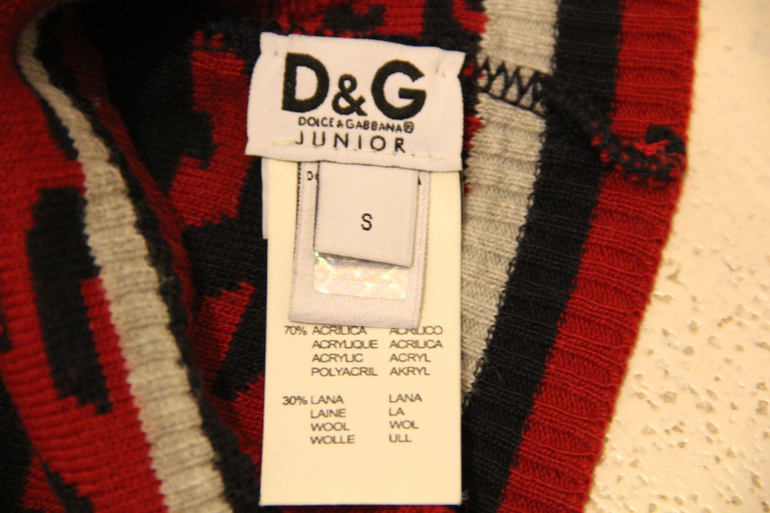 D&G
DOLCE & GABBANA®
JUNIOR
S
70% ACRILICA ACRILICO
ACRYLIQUE ACRILICA
ACRYLIC ACRYL
POLYACRIL AKRYL
30% LANA LANA
LAINE LA
WOOL WOL
WOLLE ULL